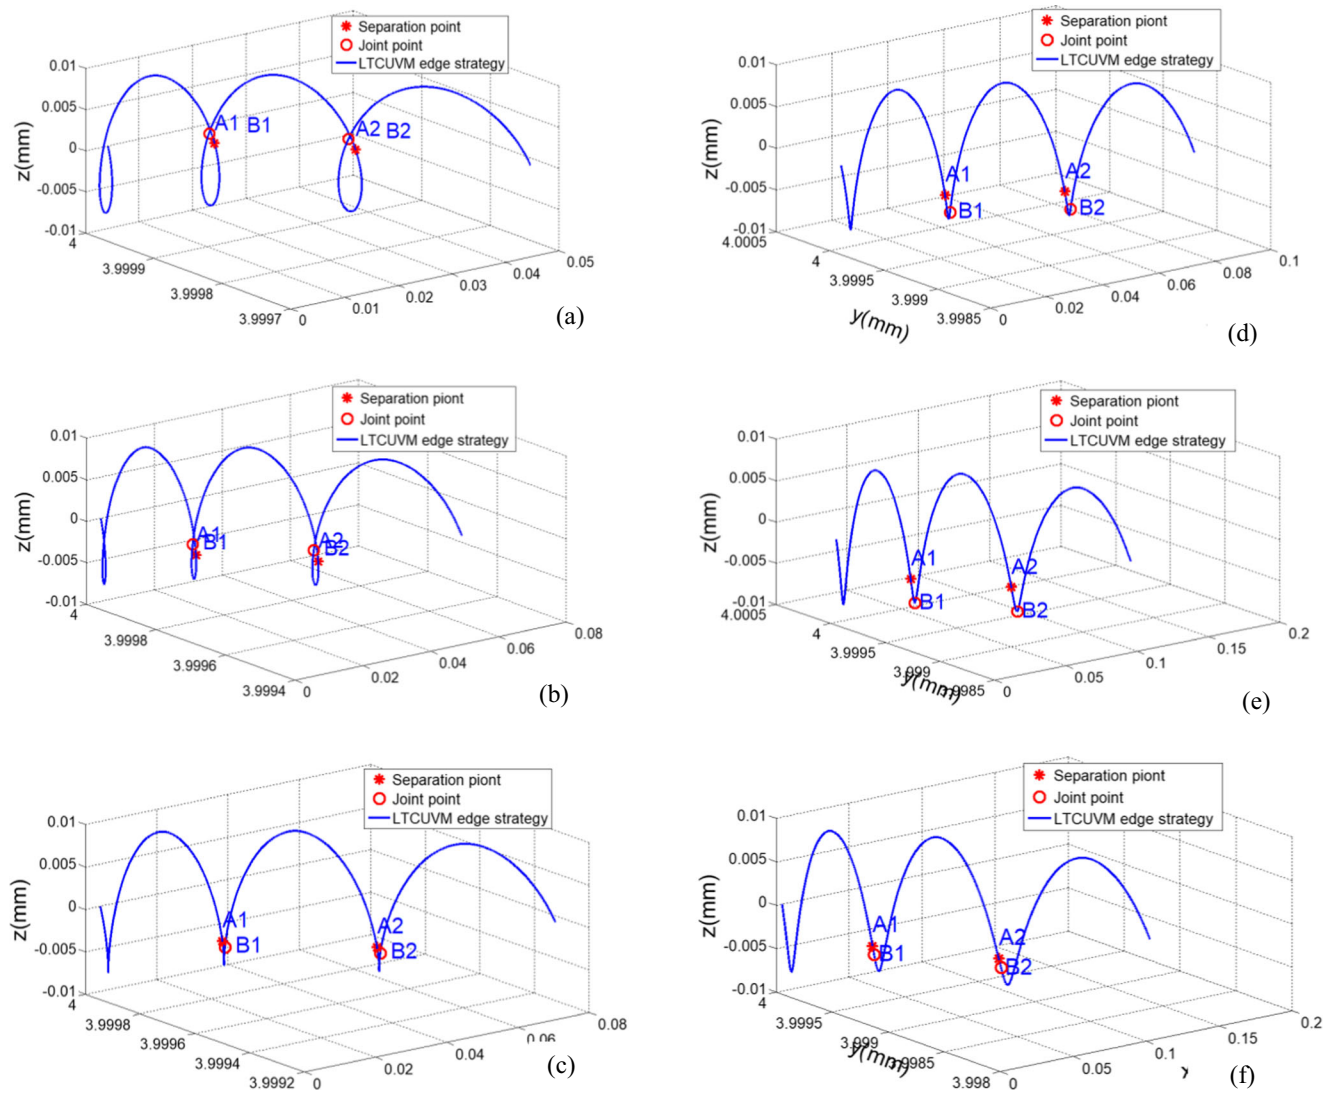 Separation piont
Joint point
LTCUVM edge strategy
0.01
0.005
0
-0.005
-0.01
z(mm)
A1 B1
A2 B2
4
3.9999
3.9998
3.9997
0
0.01
0.02
0.03
0.04
0.05
(a)
Separation piont
Joint point
LTCUVM edge strategy
0.01
0.005
0
-0.005
-0.01
z(mm)
A1
B1
A2
B2
4.0005
4
3.9995
3.999
3.9985
y(mm)
0
0.02
0.04
0.06
0.08
0.1
(d)
Separation piont
Joint point
LTCUVM edge strategy
0.01
0.005
0
-0.005
-0.01
z(mm)
A1
B1
A2
B2
4
3.9998
3.9996
3.9994
0
0.02
0.04
0.06
0.08
(b)
Separation piont
Joint point
LTCUVM edge strategy
0.01
0.005
0
-0.005
-0.01
z(mm)
A1
B1
A2
B2
4.0005
4
3.9995
3.999
3.9985
y(mm)
0
0.05
0.1
0.15
0.2
(e)
Separation piont
Joint point
LTCUVM edge strategy
0.01
0.005
0
-0.005
-0.01
z(mm)
A1
B1
A2
B2
4
3.9998
3.9996
3.9994
3.9992
0
0.02
0.04
0.06
0.08
(c)
Separation piont
Joint point
LTCUVM edge strategy
0.01
0.005
0
-0.005
-0.01
z(mm)
A1
B1
A2
B2
4
3.9995
3.999
3.9985
3.998
y(mm)
0
0.05
0.1
0.15
0.2
(f)